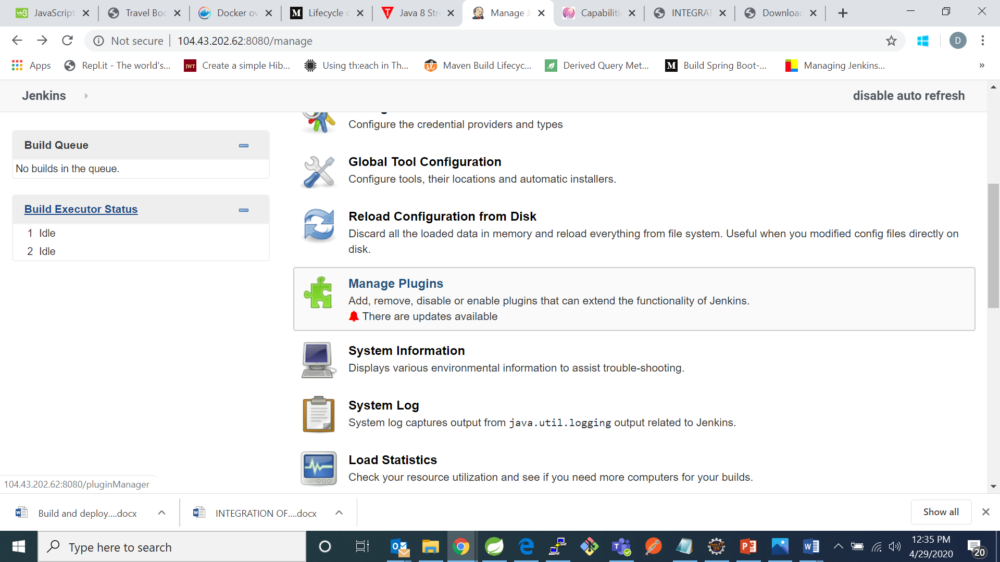 JavaScript
Travel Boo
Docker ov
Lifecycle o
Java 8 Stre
Manage J
Capabilitie
INTEGRAT
Download
Not secure
104.43.202.62:8080/manage
D
Apps
Repl.it - The world's...
JWT
Create a simple Hib...
Using th:each in Th...
Maven Build Lifecyc...
Derived Query Met...
M
Build Spring Boot-...
Managing Jenkins...
»
Jenkins
disable auto refresh
Configure the credential providers and types
Build Queue
No builds in the queue.
Global Tool Configuration
Configure tools, their locations and automatic installers.
Build Executor Status
1 Idle
2 Idle
Reload Configuration from Disk
Discard all the loaded data in memory and reload everything from file system. Useful when you modified config files directly on
disk.
Manage Plugins
Add, remove, disable or enable plugins that can extend the functionality of Jenkins.
There are updates available
System Information
Displays various environmental information to assist trouble-shooting.
System Log
System log captures output from java.util.logging output related to Jenkins.
Load Statistics
Check your resource utilization and see if you need more computers for your builds.
104.43.202.62:8080/pluginManager
Build and deploy....docx
INTEGRATION OF....docx
Show all
Type here to search
12:35 PM
4/29/2020
20